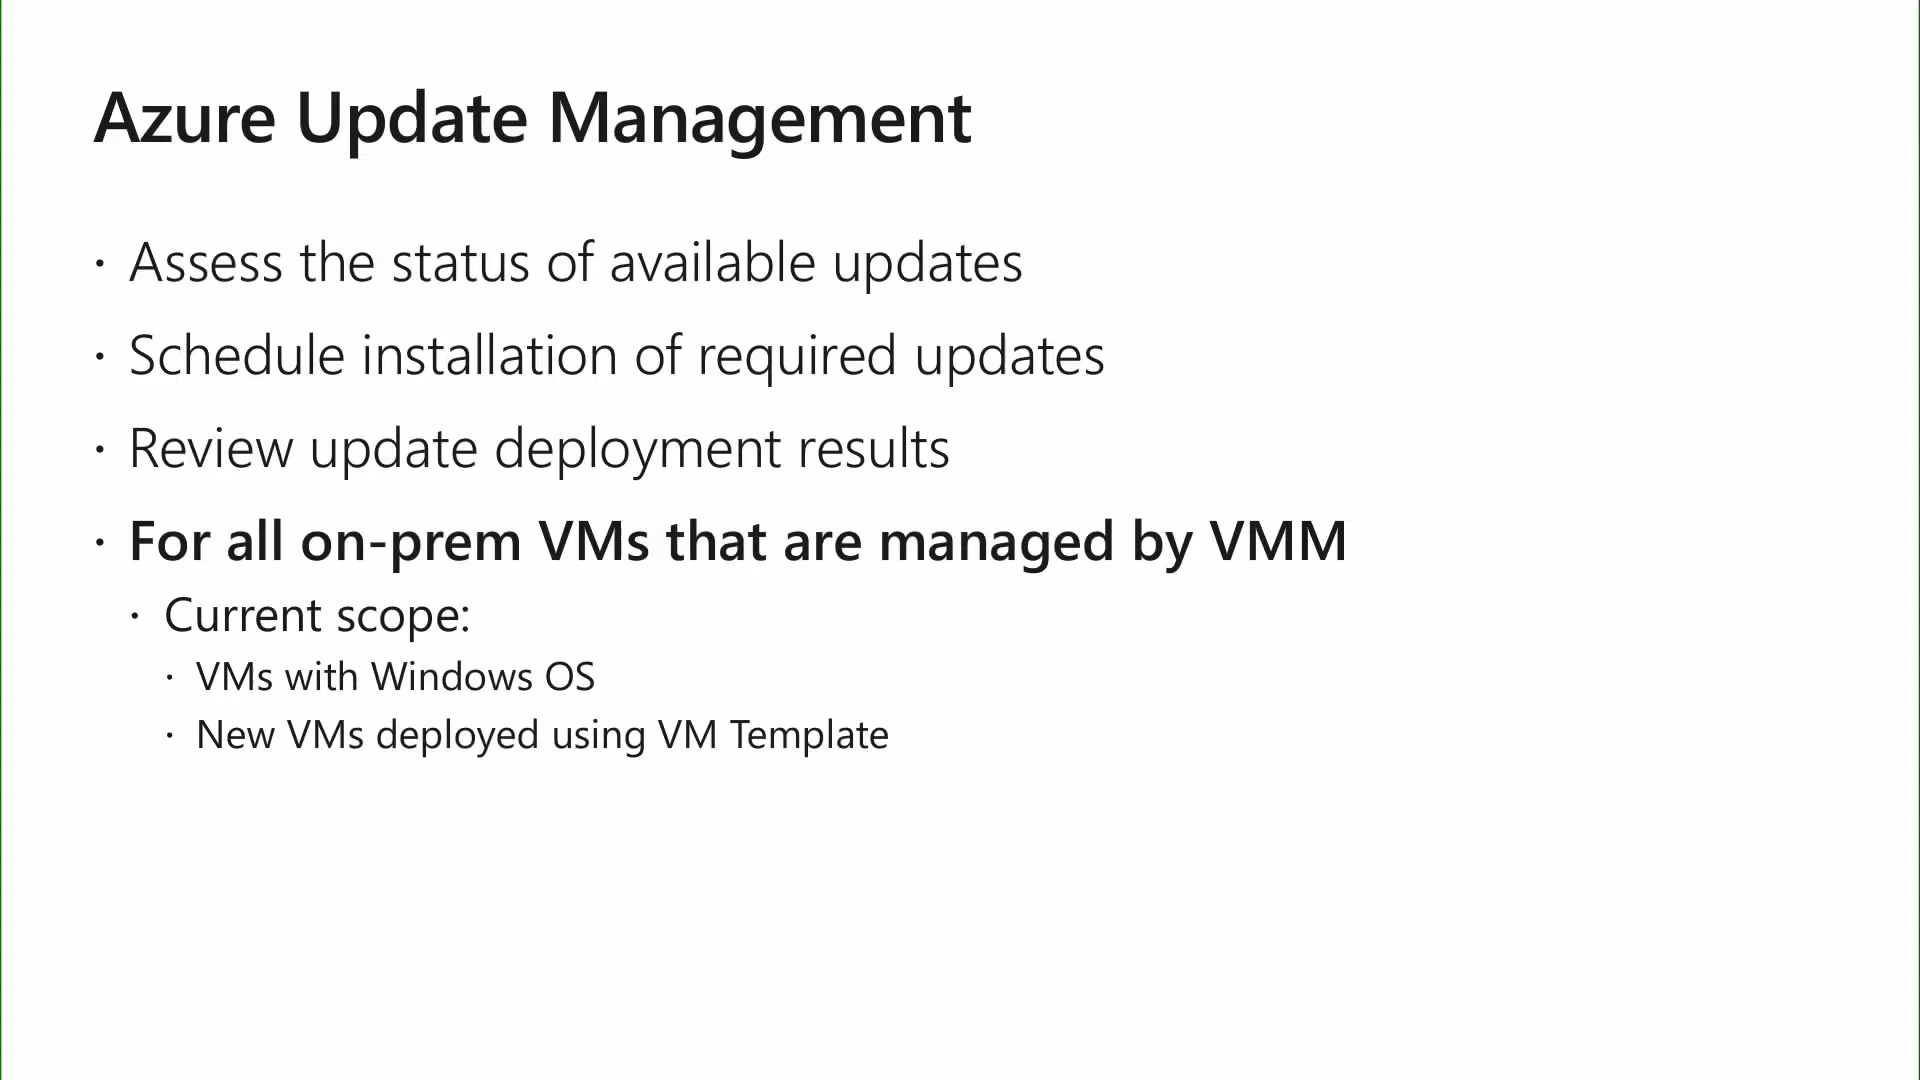 Azure Update Management
· Assess the status of available updates
· Schedule installation of required updates
· Review update deployment results
· For all on-prem VMs that are managed by VMM
· Current scope:
· VMs with Windows OS
· New VMs deployed using VM Template